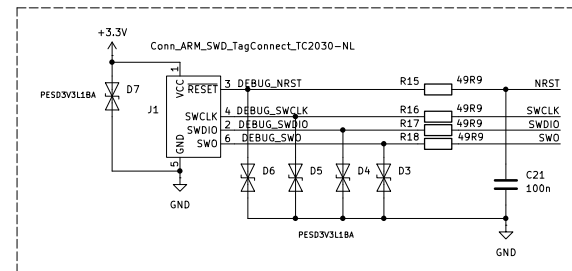 +3.3V
Conn_ARM_SWD_TagConnect_TC2030-NL
1
VCC
RESET
3 DEBUG_NRST
R15 49R9
NRST
PESD3V3L1BA
D7
J1
SWCLK
4 DEBUG_SWCLK
R16 49R9
SWCLK
SWDIO
2 DEBUG_SWDIO
R17 49R9
SWDIO
SWO
6 DEBUG_SWO
R18 49R9
SWO
GND
5
GND
D6 D5 D4 D3
PESD3V3L1BA
C21
100n
GND